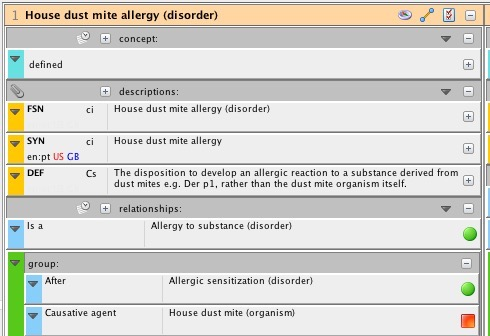 1 House dust mite allergy (disorder)
concept:
defined
descriptions:
FSN ci House dust mite allergy (disorder)
SYN ci House dust mite allergy
en:pt US GB
DEF Cs The disposition to develop an allergic reaction to a substance derived from
dust mites e.g. Der p1, rather than the dust mite organism itself.
relationships:
Is a Allergy to substance (disorder)
group:
After Allergic sensitization (disorder)
Causative agent House dust mite (organism)